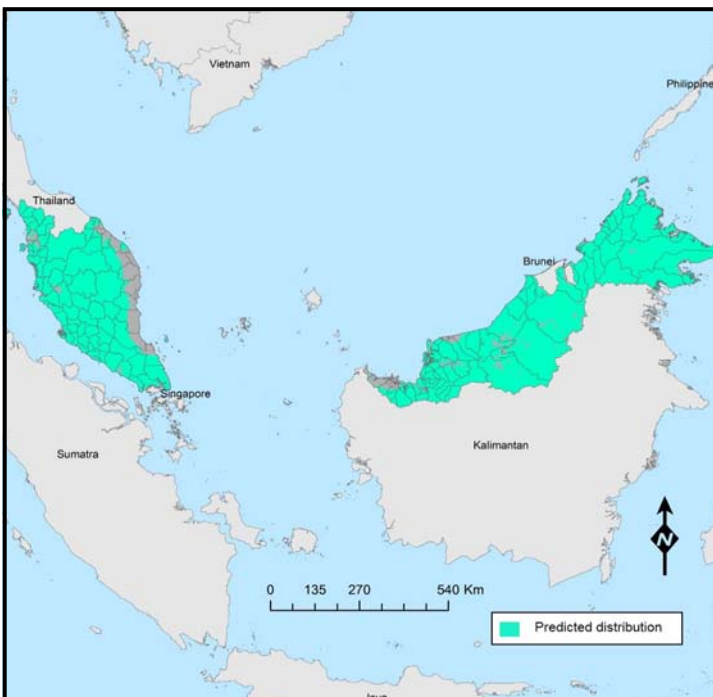 Vietnam
Philippine
Thailand
Brunei
Singapore
Sumatra
Kalimantan
N
0 135 270 540 Km
Predicted distribution